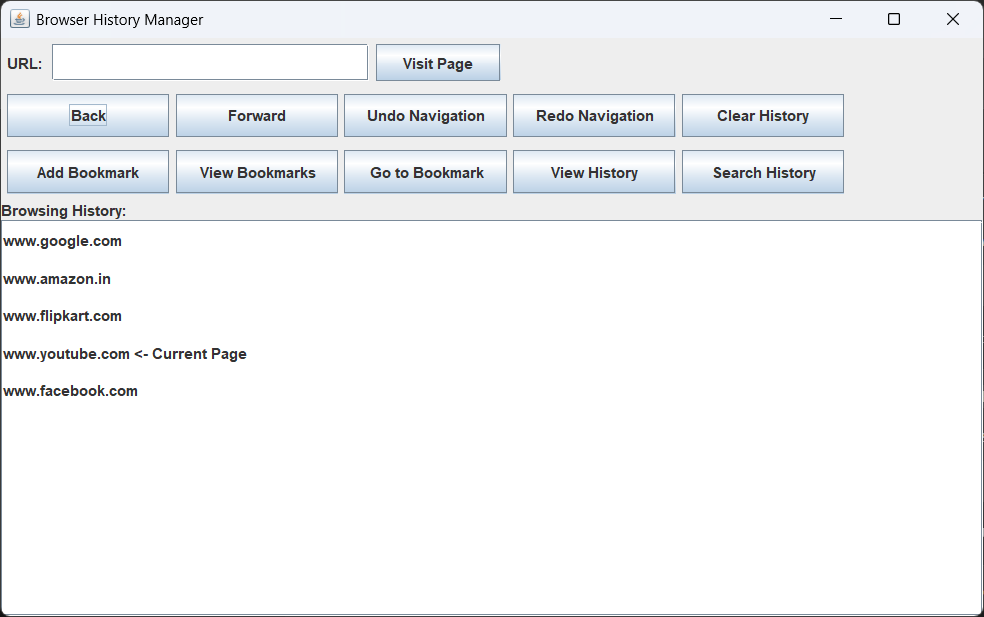 Browser History Manager
URL: Visit Page
Back Forward Undo Navigation Redo Navigation Clear History
Add Bookmark View Bookmarks Go to Bookmark View History Search History
Browsing History:
www.google.com
www.amazon.in
www.flipkart.com
www.youtube.com <- Current Page
www.facebook.com